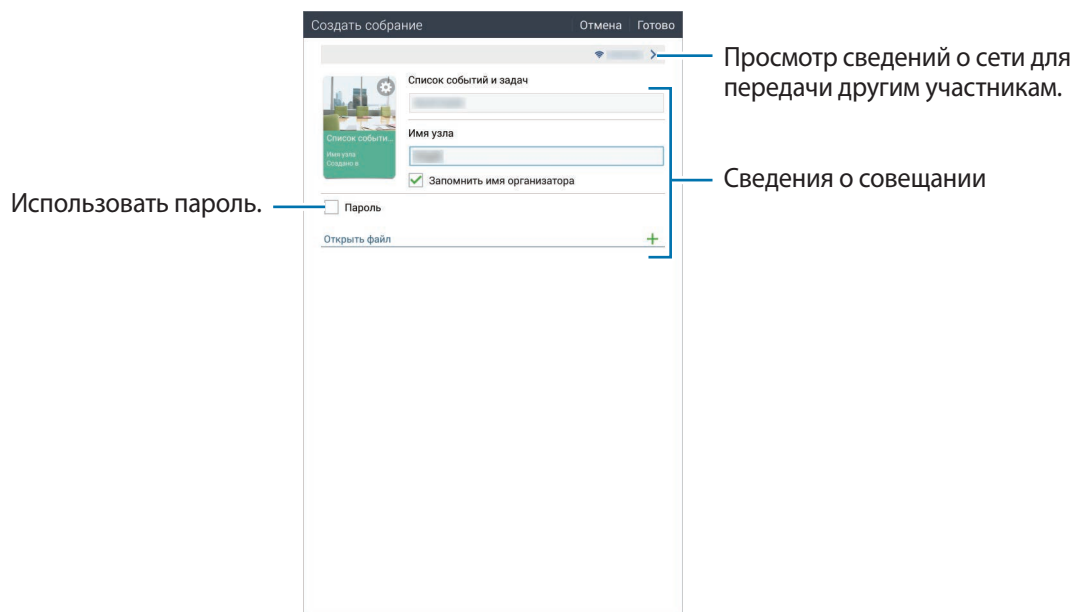 Создать собрание Отмена Готово
Просмотр сведений о сети для
передачи другим участникам.
Список событий и задач
Список событи...
Имя узла
Имя узла
Создано в
Запомнить имя организатора
Сведения о совещании
Использовать пароль.
Пароль
Открыть файл